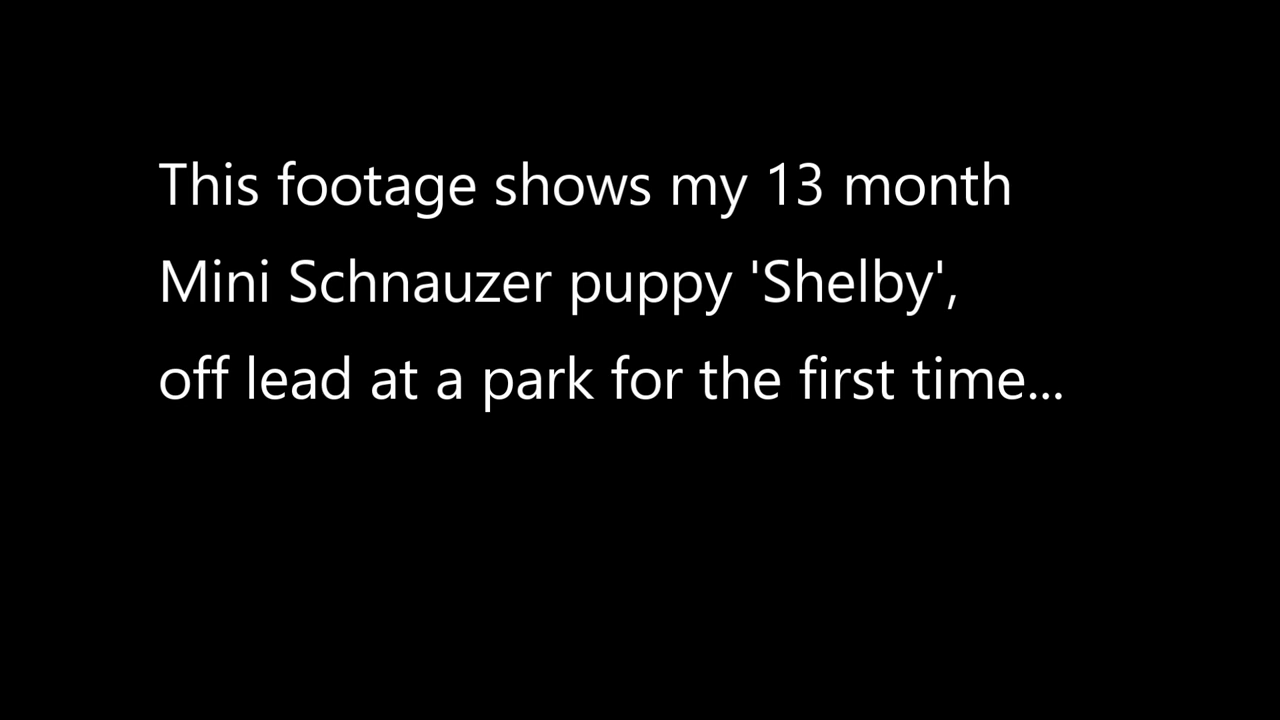 This footage shows my 13 month
Mini Schnauzer puppy 'Shelby',
off lead at a park for the first time...